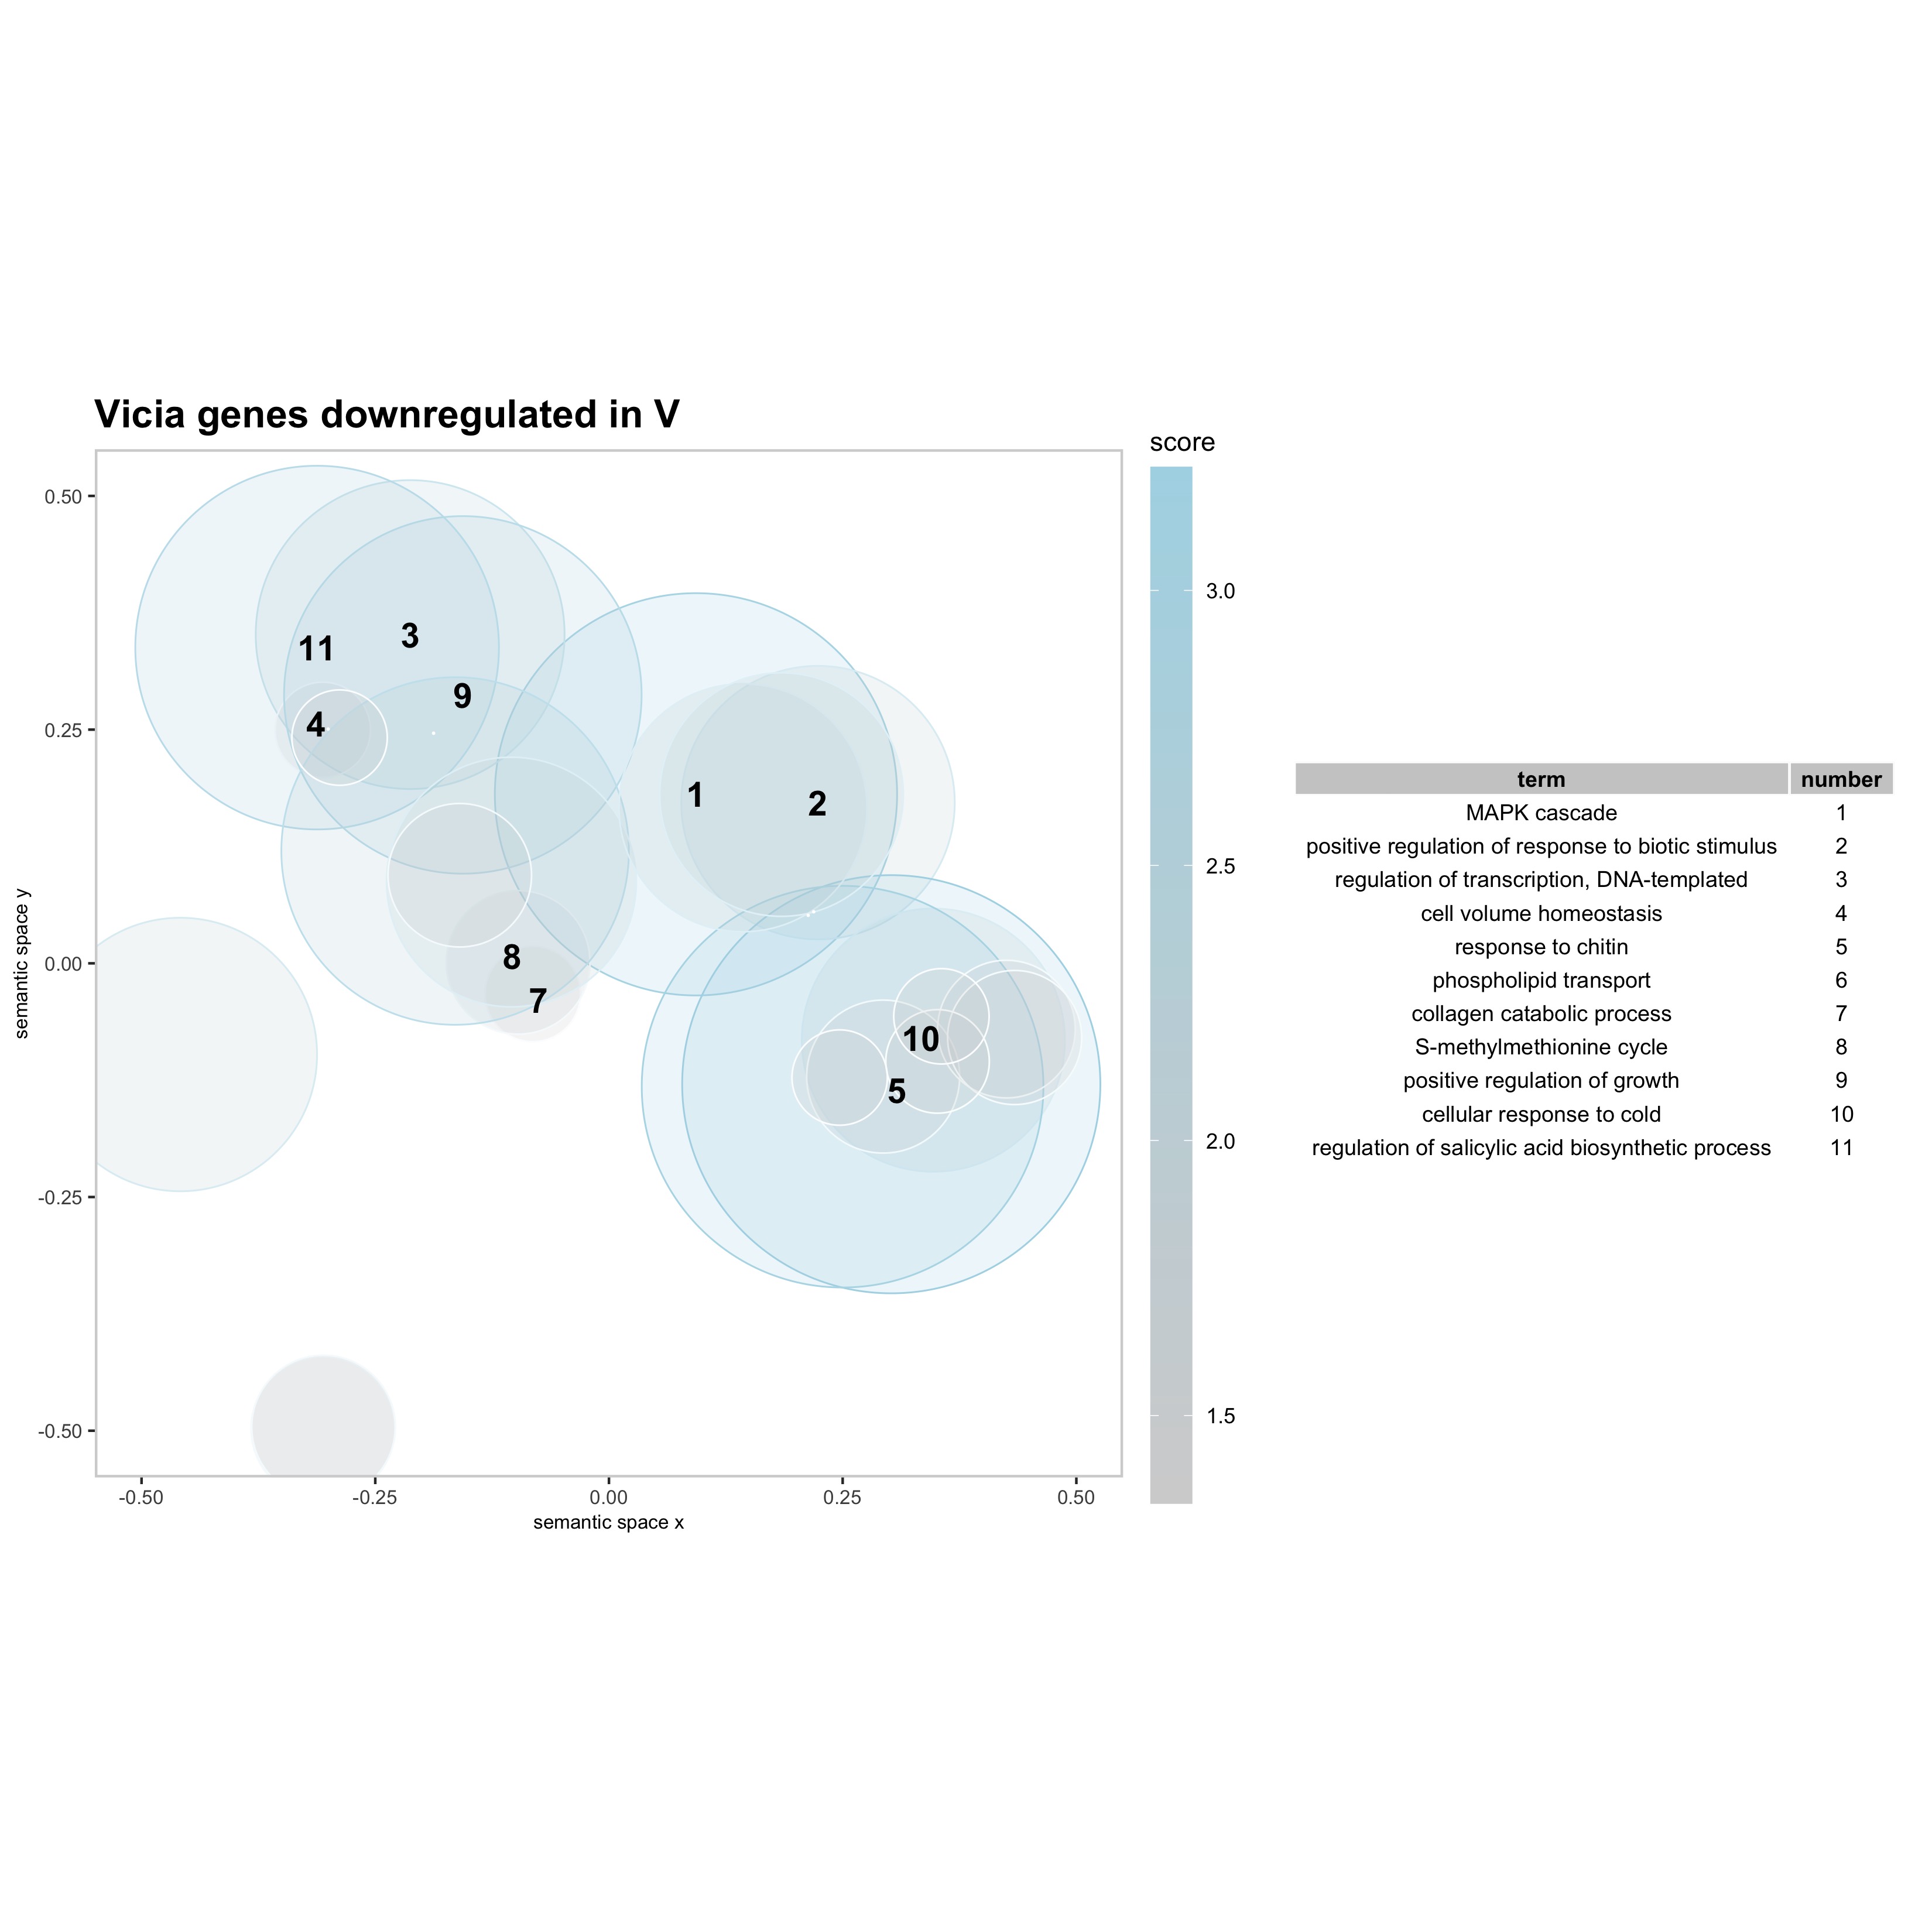 Vicia genes downregulated in V
score
0.50
0.25
0.00
-0.25
-0.50
semantic space y
11
3
9
4
1
2
8
7
10
5
-0.50
-0.25
0.00
0.25
0.50
semantic space x
3.0
2.5
2.0
1.5
term number
MAPK cascade 1
positive regulation of response to biotic stimulus 2
regulation of transcription, DNA-templated 3
cell volume homeostasis 4
response to chitin 5
phospholipid transport 6
collagen catabolic process 7
S-methylmethionine cycle 8
positive regulation of growth 9
cellular response to cold 10
regulation of salicylic acid biosynthetic process 11